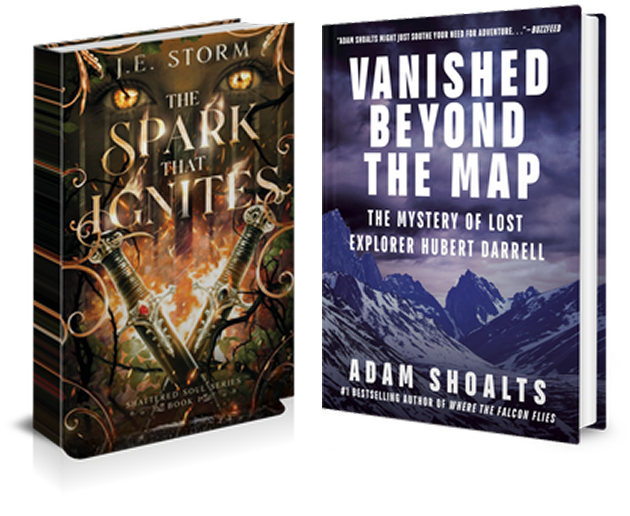 J.E. STORM
THE
SPARK
THAT
IGNITES
SHATTERED SOUL SERIES
BOOK 1
"ADAM SHOALTS MIGHT JUST SOOTHE YOUR NEED FOR ADVENTURE. . ."—BUZZFEED
VANISHED
BEYOND
THE MAP
THE MYSTERY OF LOST
EXPLORER HUBERT DARRELL
ADAM SHOALTS
#1 BESTSELLING AUTHOR OF WHERE THE FALCON FLIES